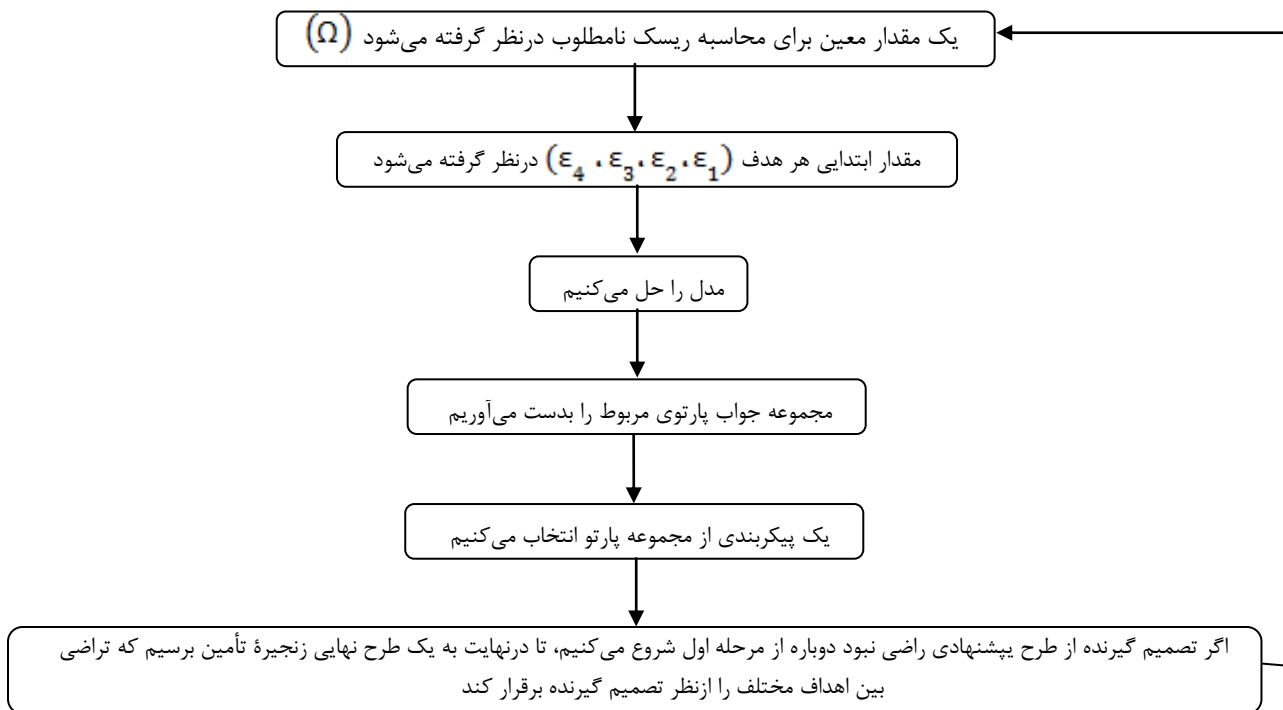 یک مقدار معین برای محاسبه ریسک نامطلوب درنظر گرفته می‌شود (Ω)
مقدار ابتدایی هر هدف (ε₁،ε₂،ε₃،ε₄) درنظر گرفته می‌شود
مدل را حل می‌کنیم
مجموعه جواب پارتوی مربوط را بدست می‌آوریم
یک پیکربندی از مجموعه پارتو انتخاب می‌کنیم
اگر تصمیم گیرنده از طرح پیشنهادی راضی نبود دوباره از مرحله اول شروع می‌کنیم، تا درنهایت به یک طرح نهایی زنجیرۀ تأمین برسیم که تراضی
بین اهداف مختلف را ازنظر تصمیم گیرنده برقرار کند